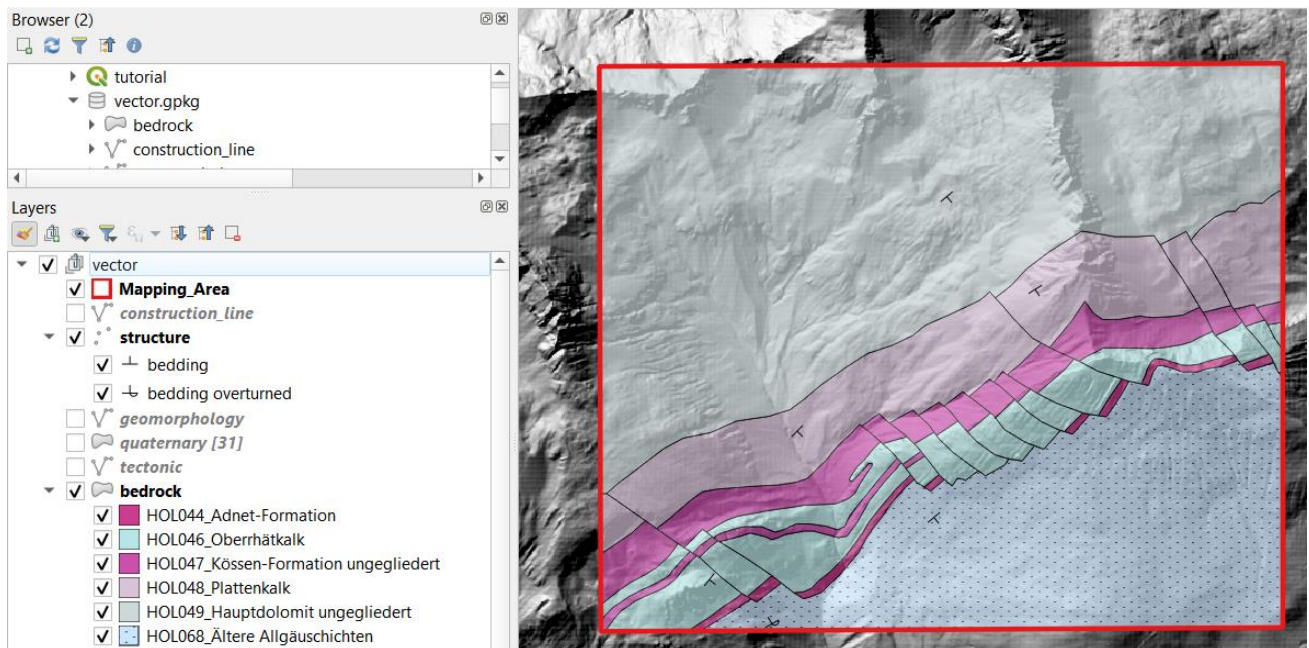 Browser (2)
tutorial
vector.gpkg
bedrock
construction_line
Layers
vector
Mapping_Area
construction_line
structure
bedding
bedding overturned
geomorphology
quaternary [31]
tectonic
bedrock
HOL044_Adnet-Formation
HOL046_Oberrhätkalk
HOL047_Kössen-Formation ungegliedert
HOL048_Plattenkalk
HOL049_Hauptdolomit ungegliedert
HOL068_Ältere Allgäuschichten